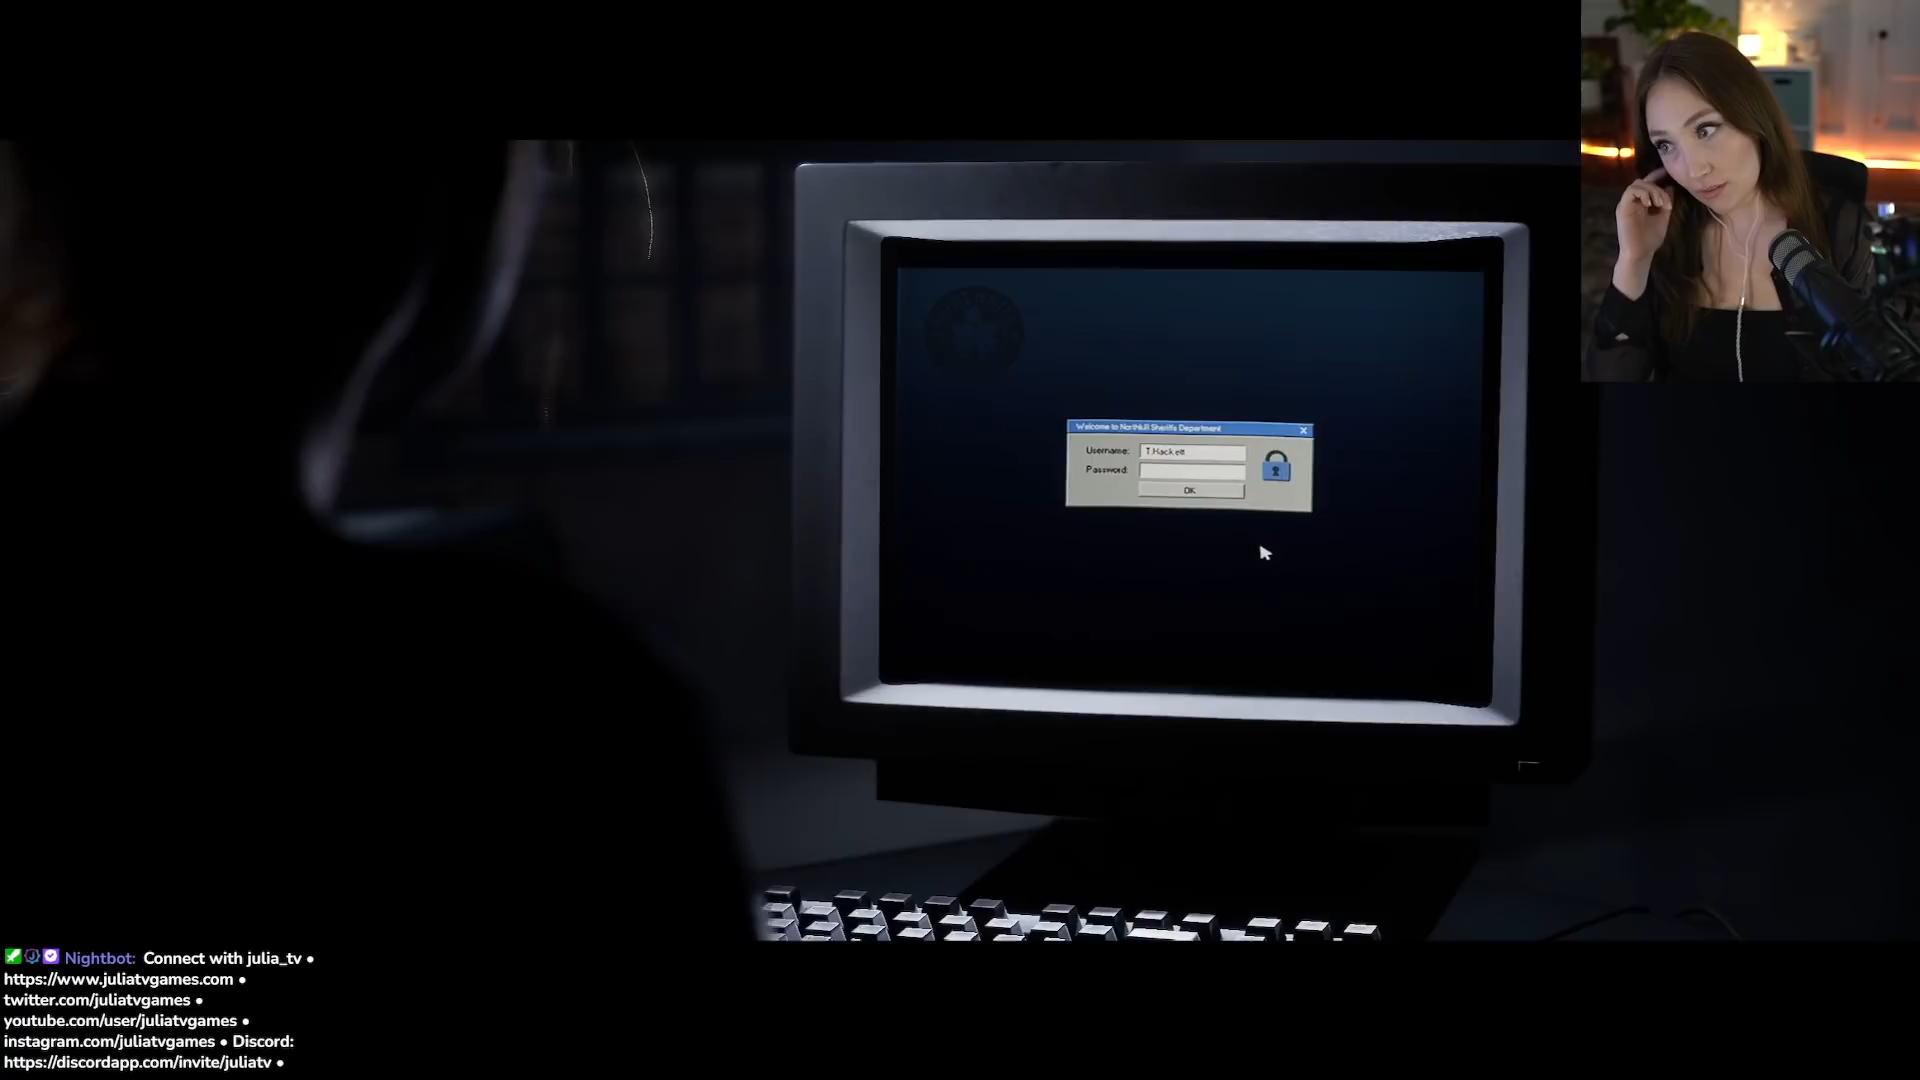 Welcome to Northkill Sheriffs Department
Username: T.Hackett
Password:
OK
Nightbot: Connect with julia_tv •
https://www.juliatvgames.com •
twitter.com/juliatvgames •
youtube.com/user/juliatvgames •
instagram.com/juliatvgames • Discord:
https://discordapp.com/invite/juliatv •